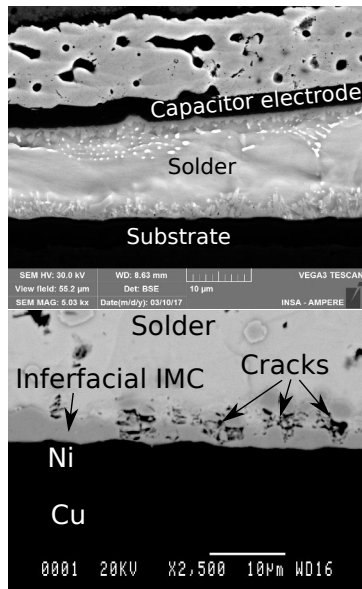 Capacitor electrode
Solder
Substrate
SEM HV: 30.0 kV WD: 8.63 mm VEGA3 TESCAN
View field: 55.2 µm Det: BSE 10 µm
SEM MAG: 5.03 kx Date(m/d/y): 03/10/17 INSA - AMPERE
Solder
Inferfacial IMC
Cracks
Ni
Cu
0001 20KV X2,500 10µm WD16